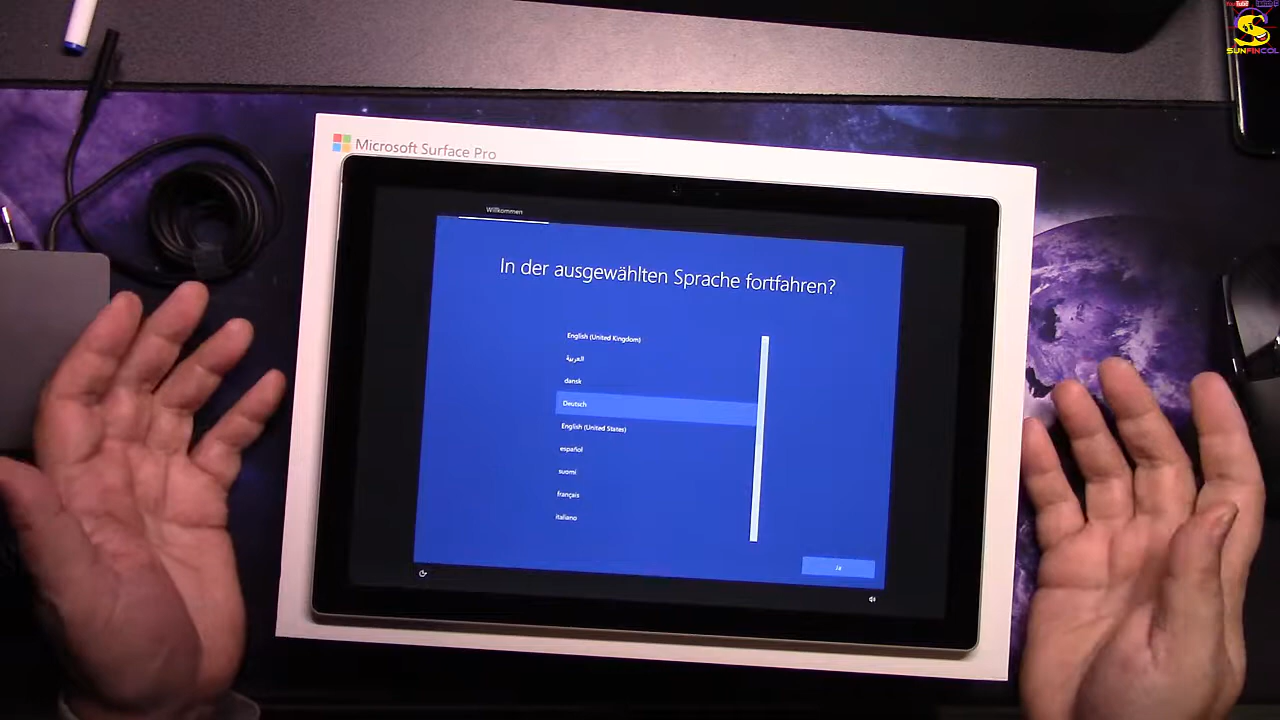 YouTube
SUNFINCOL
Microsoft Surface Pro
Willkommen
In der ausgewählten Sprache fortfahren?
English (United Kingdom)
العربية
dansk
Deutsch
English (United States)
español
suomi
français
italiano
Ja